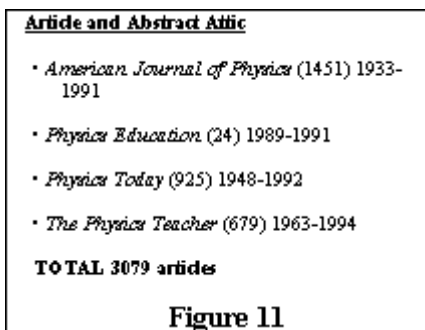 Article and Abstract Attic
· American Journal of Physics (1451) 1933-
1991
· Physics Education (24) 1989-1991
· Physics Today (925) 1948-1992
· The Physics Teacher (679) 1963-1994
TOTAL 3079 articles
Figure 11